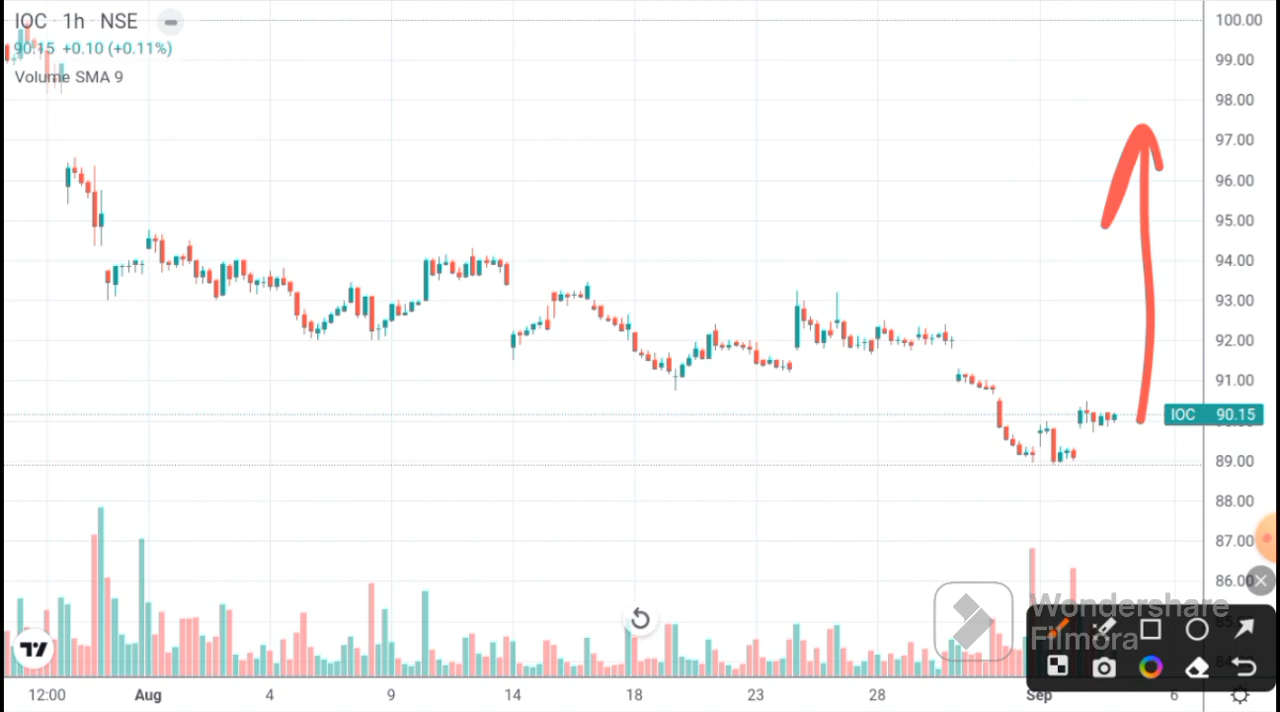 IOC · 1h · NSE
90.15 +0.10 (+0.11%)
Volume SMA 9
100.00
99.00
98.00
97.00
96.00
95.00
94.00
93.00
92.00
91.00
IOC 90.15
89.00
88.00
87.00
86.00
Wondershare
Filmora
12:00 Aug 4 9 14 18 23 28 Sep 6